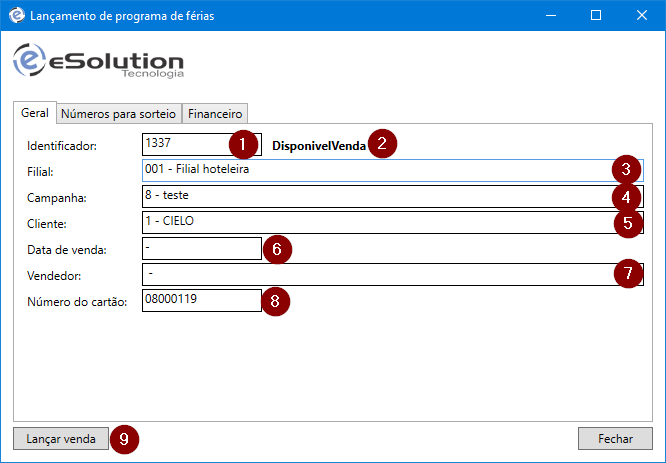 Lançamento de programa de férias
e eSolution
Tecnologia
Geral Números para sorteio Financeiro
Identificador: 1337 1 DisponivelVenda 2
Filial: 001 - Filial hoteleira 3
Campanha: 8 - teste 4
Cliente: 1 - CIELO 5
Data de venda: - 6
Vendedor: - 7
Número do cartão: 08000119 8
Lançar venda 9 Fechar